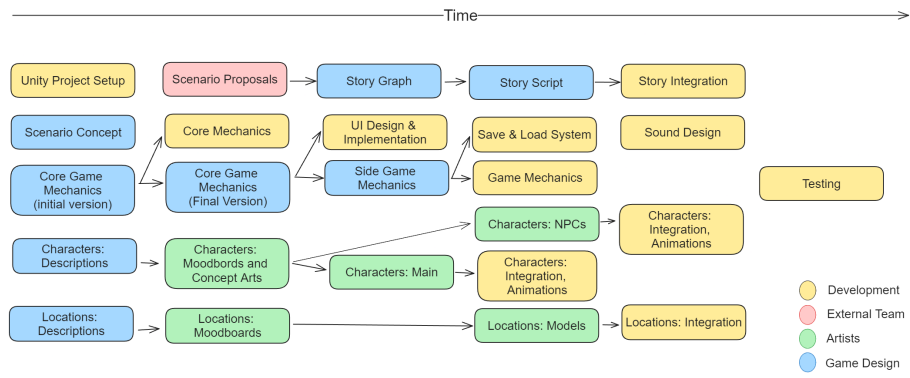 Time
Unity Project Setup
Scenario Proposals
Story Graph
Story Script
Story Integration
Scenario Concept
Core Mechanics
UI Design &
Implementation
Save & Load System
Sound Design
Core Game
Mechanics
(initial version)
Core Game
Mechanics
(Final Version)
Side Game
Mechanics
Game Mechanics
Testing
Characters: NPCs
Characters:
Integration,
Animations
Characters:
Descriptions
Characters:
Moodbords and
Concept Arts
Characters: Main
Characters:
Integration,
Animations
Locations:
Descriptions
Locations:
Moodboards
Locations: Models
Locations: Integration
Development
External Team
Artists
Game Design